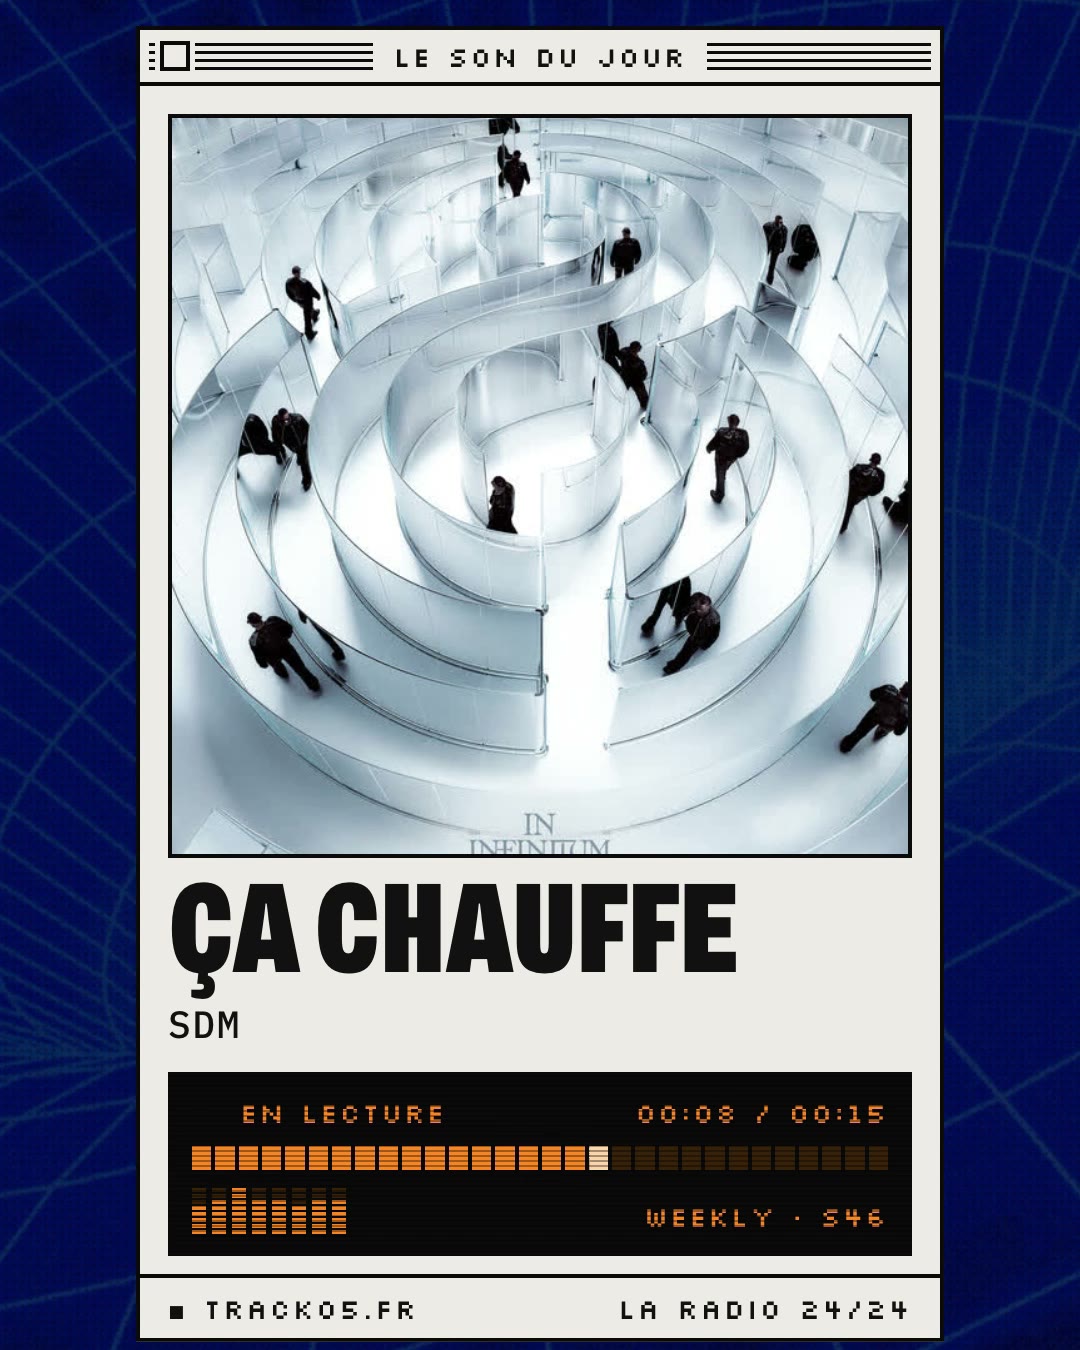 LE SON DU JOUR
IN
INFINITUM
ÇA CHAUFFE
SDM
EN LECTURE
00:08 / 00:15
WEEKLY · S46
■ TRACK05.FR
LA RADIO 24/24